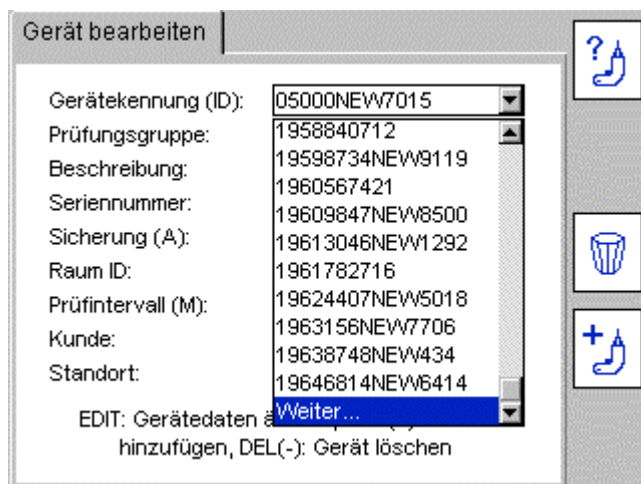 Gerät bearbeiten
Gerätekennung (ID): 05000NEW7015
Prüfungsgruppe: 1958840712
Beschreibung: 19598734NEW9119
1960567421
Seriennummer: 19609847NEW8500
Sicherung (A): 19613046NEW1292
Raum ID: 1961782716
Prüfintervall (M): 19624407NEW5018
1963156NEW7706
Kunde: 19638748NEW434
Standort: 19646814NEW6414
Weiter...
EDIT: Gerätedaten
hinzufügen, DEL(-): Gerät löschen
?
+